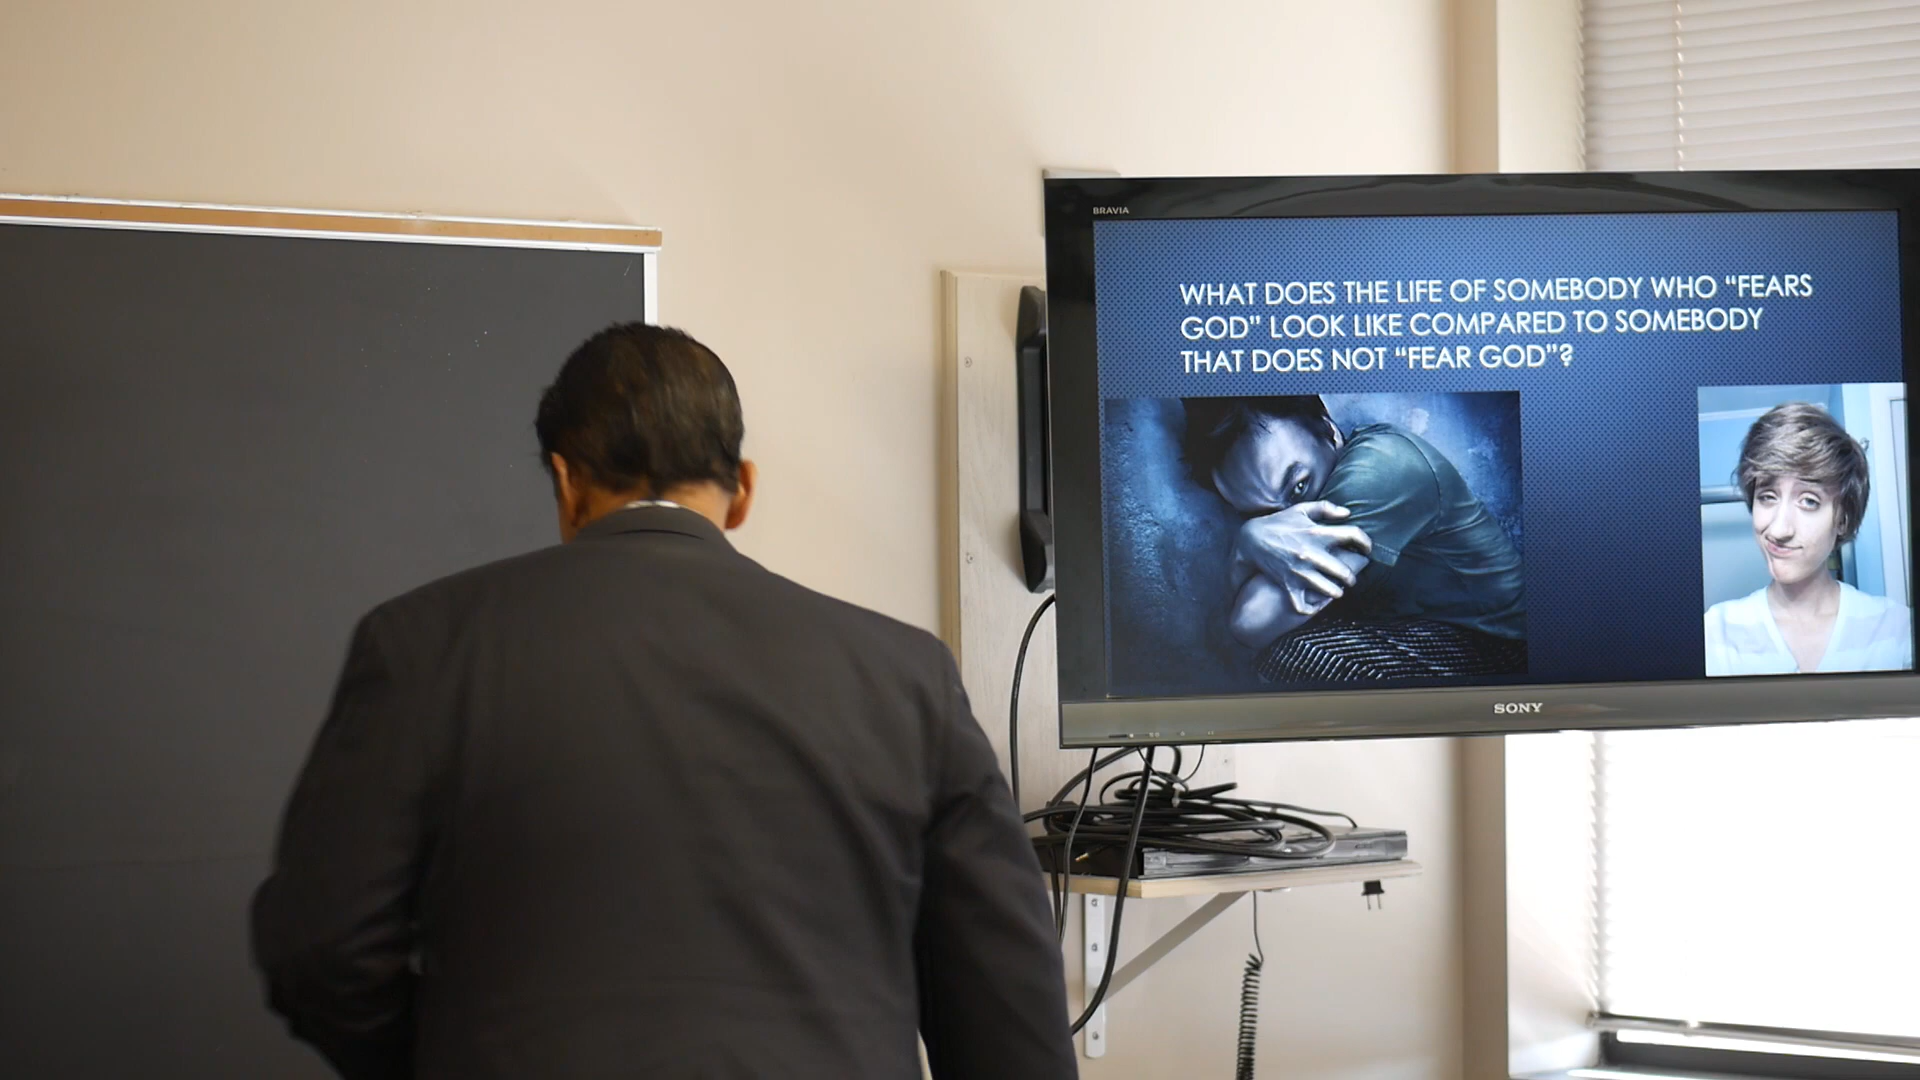 BRAVIA
WHAT DOES THE LIFE OF SOMEBODY WHO “FEARS
GOD” LOOK LIKE COMPARED TO SOMEBODY
THAT DOES NOT “FEAR GOD”?
SONY